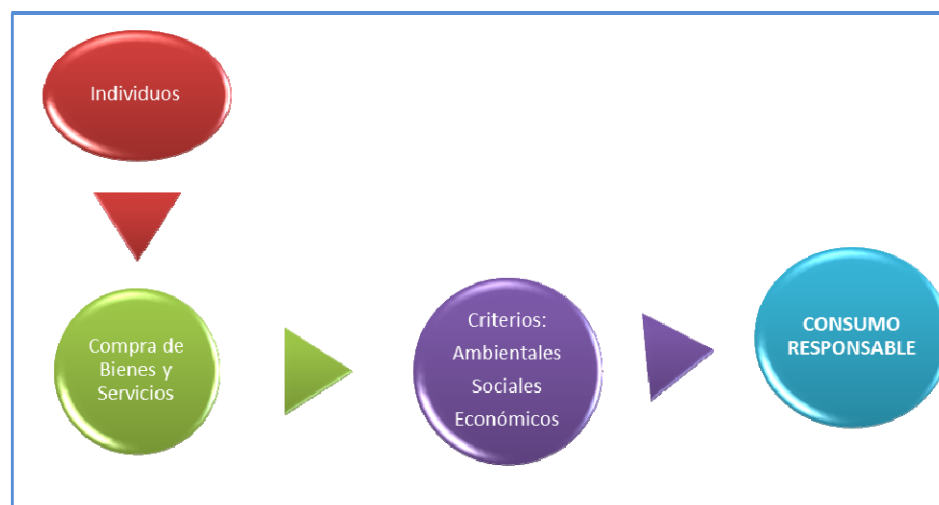 Individuos
Compra de
Bienes y
Servicios
Criterios:
Ambientales
Sociales
Económicos
CONSUMO
RESPONSABLE